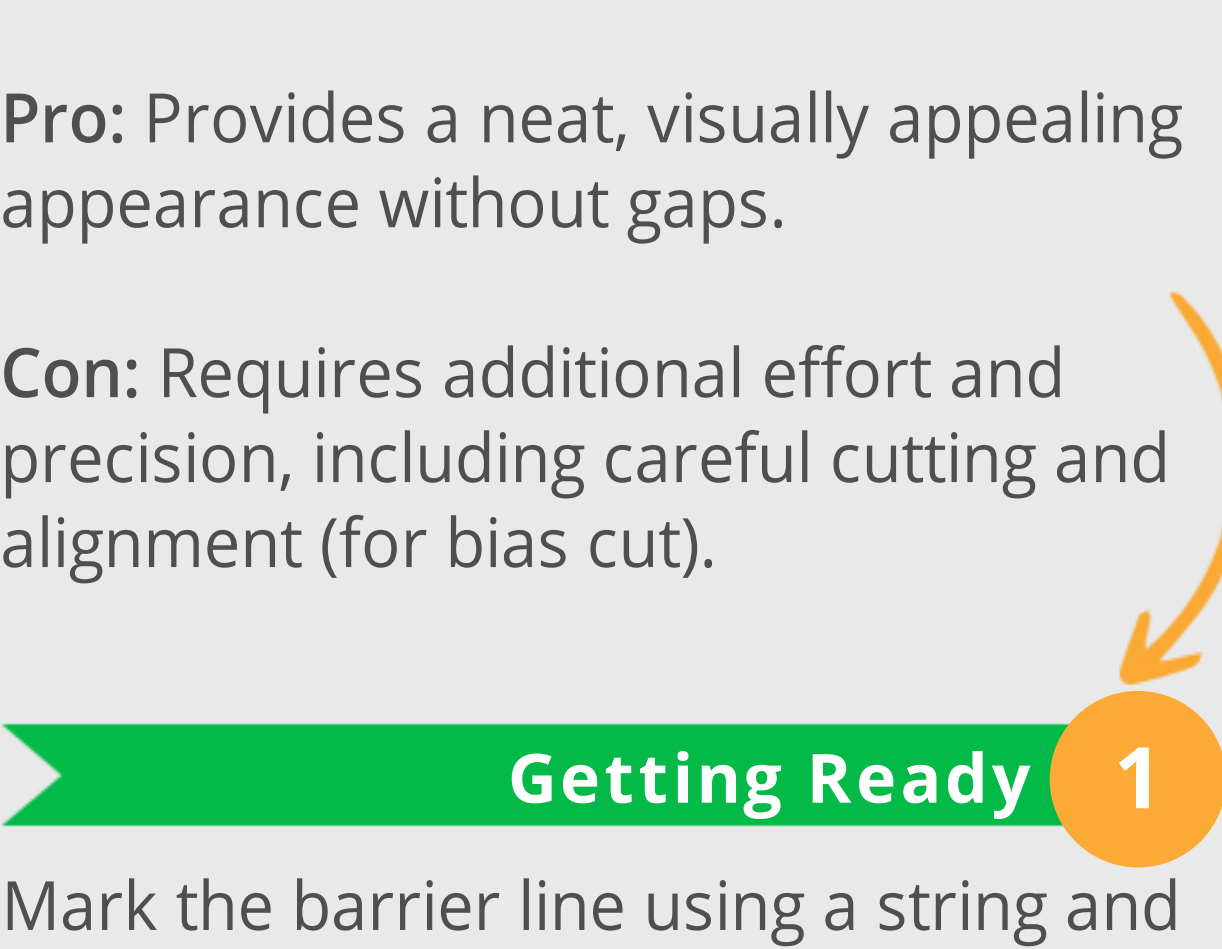 Pro: Provides a neat, visually appealing
appearance without gaps.
Con: Requires additional effort and
precision, including careful cutting and
alignment (for bias cut).
Getting Ready 1
Mark the barrier line using a string and